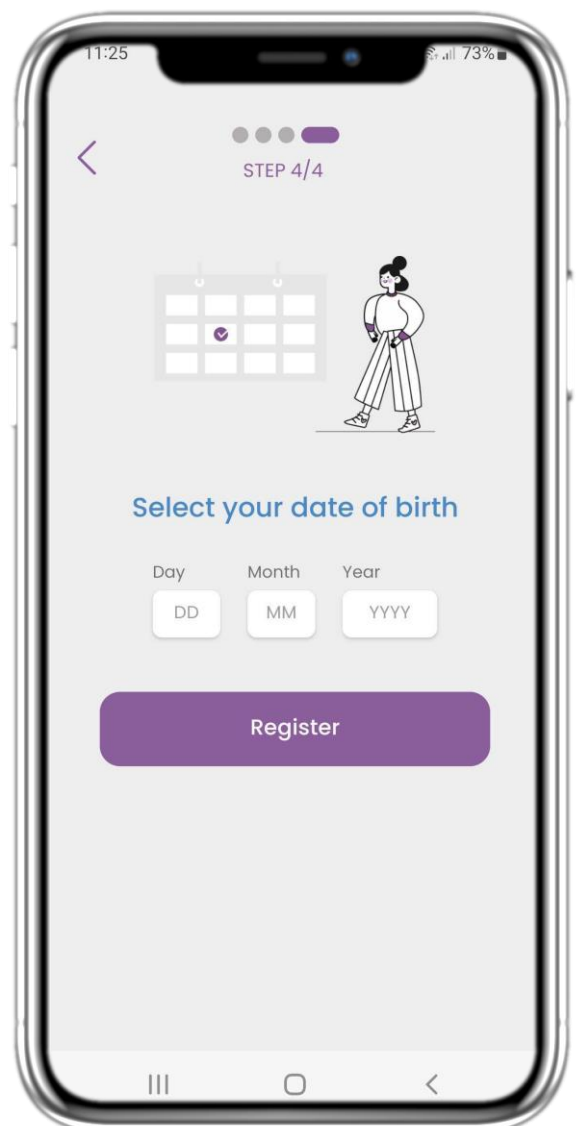 11:25 73%
STEP 4/4
Select your date of birth
Day Month Year
DD MM YYYY
Register